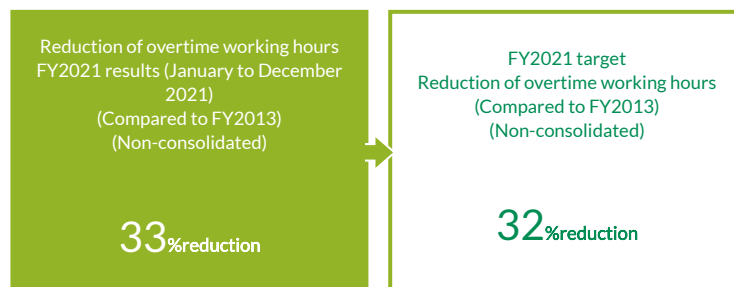 Reduction of overtime working hours
FY2021 results (January to December
2021)
(Compared to FY2013)
(Non-consolidated)
33%reduction
FY2021 target
Reduction of overtime working hours
(Compared to FY2013)
(Non-consolidated)
32%reduction